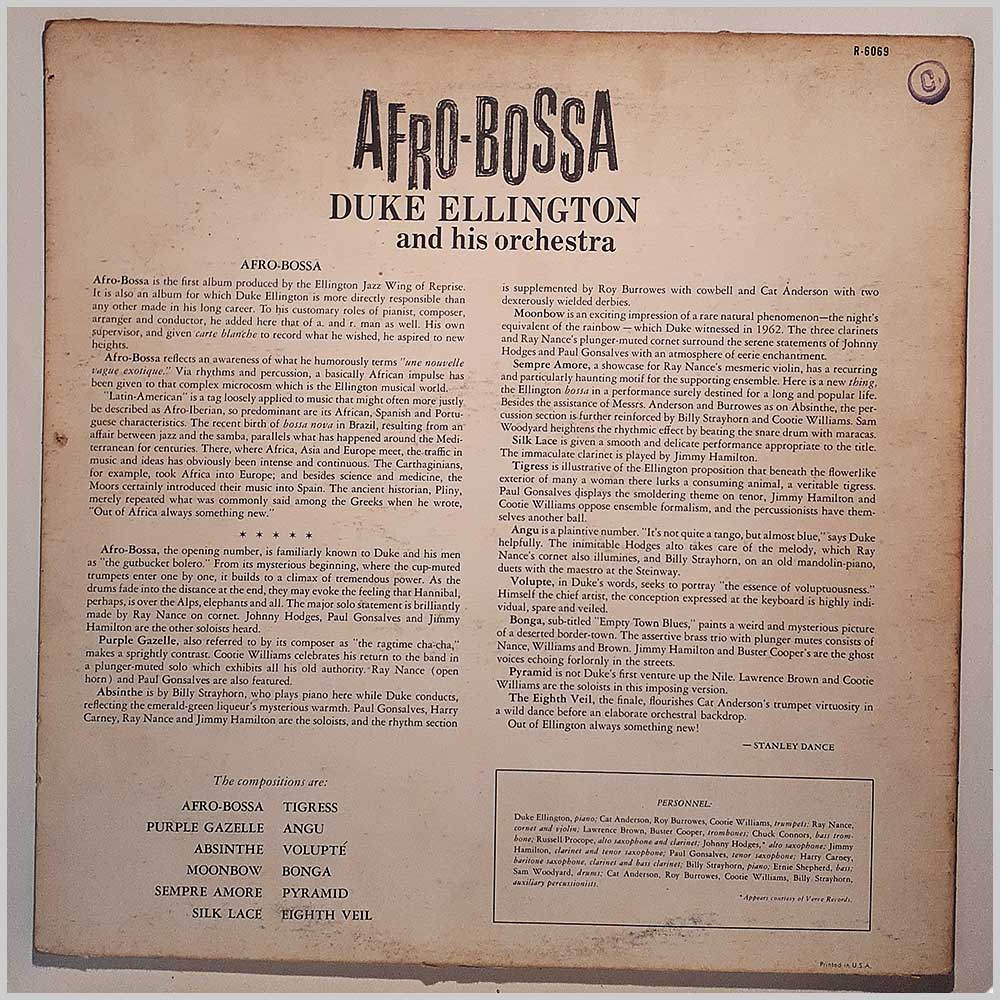 R-6069
C
AFRO-BOSSA
DUKE ELLINGTON
and his orchestra
AFRO-BOSSA
Afro-Bossa is the first album produced by the Ellington Jazz Wing of Reprise.
It is also an album for which Duke Ellington is more directly responsible than
any other made in his long career. To his customary roles of pianist, composer,
arranger and conductor, he added here that of a. and r. man as well. His own
supervisor, and given carte blanche to record what he wished, he aspired to new
heights.
Afro-Bossa reflects an awareness of what he humorously terms "une nouvelle
vague exotique." Via rhythms and percussion, a basically African impulse has
been given to that complex microcosm which is the Ellington musical world.
"Latin-American" is a tag loosely applied to music that might often more justly
be described as Afro-Iberian, so predominant are its African, Spanish and Portu-
guese characteristics. The recent birth of bossa nova in Brazil, resulting from an
affair between jazz and the samba, parallels what has happened around the Medi-
terranean for centuries. There, where Africa, Asia and Europe meet, the traffic in
music and ideas has obviously been intense and continuous. The Carthaginians,
for example, took Africa into Europe; and besides science and medicine, the
Moors certainly introduced their music into Spain. The ancient historian, Pliny,
merely repeated what was commonly said among the Greeks when he wrote,
"Out of Africa always something new."
* * * * *
Afro-Bossa, the opening number, is familiarly known to Duke and his men
as "the gutbucket bolero." From its mysterious beginning, where the cup-muted
trumpets enter one by one, it builds to a climax of tremendous power. As the
drums fade into the distance at the end, they may evoke the feeling that Hannibal,
perhaps, is over the Alps, elephants and all. The major solo statement is brilliantly
made by Ray Nance on cornet. Johnny Hodges, Paul Gonsalves and Jimmy
Hamilton are the other soloists heard.
Purple Gazelle, also referred to by its composer as "the ragtime cha-cha,"
makes a sprightly contrast. Cootie Williams celebrates his return to the band in
a plunger-muted solo which exhibits all his old authority. Ray Nance (open
horn) and Paul Gonsalves are also featured.
Absinthe is by Billy Strayhorn, who plays piano here while Duke conducts,
reflecting the emerald-green liqueur's mysterious warmth. Paul Gonsalves, Harry
Carney, Ray Nance and Jimmy Hamilton are the soloists, and the rhythm section
is supplemented by Roy Burrowes with cowbell and Cat Anderson with two
dexterously wielded derbies.
Moonbow is an exciting impression of a rare natural phenomenon—the night's
equivalent of the rainbow — which Duke witnessed in 1962. The three clarinets
and Ray Nance's plunger-muted cornet surround the serene statements of Johnny
Hodges and Paul Gonsalves with an atmosphere of eerie enchantment.
Sempre Amore, a showcase for Ray Nance's mesmeric violin, has a recurring
and particularly haunting motif for the supporting ensemble. Here is a new thing,
the Ellington bossa in a performance surely destined for a long and popular life.
Besides the assistance of Messrs. Anderson and Burrowes as on Absinthe, the per-
cussion section is further reinforced by Billy Strayhorn and Cootie Williams. Sam
Woodyard heightens the rhythmic effect by beating the snare drum with maracas.
Silk Lace is given a smooth and delicate performance appropriate to the title.
The immaculate clarinet is played by Jimmy Hamilton.
Tigress is illustrative of the Ellington proposition that beneath the flowerlike
exterior of many a woman there lurks a consuming animal, a veritable tigress.
Paul Gonsalves displays the smoldering theme on tenor, Jimmy Hamilton and
Cootie Williams oppose ensemble formalism, and the percussionists have them-
selves another ball.
Angu is a plaintive number. "It's not quite a tango, but almost blue," says Duke
helpfully. The inimitable Hodges alto takes care of the melody, which Ray
Nance's cornet also illumines, and Billy Strayhorn, on an old mandolin-piano,
duets with the maestro at the Steinway.
Volupte, in Duke's words, seeks to portray "the essence of voluptuousness."
Himself the chief artist, the conception expressed at the keyboard is highly indi-
vidual, spare and veiled.
Bonga, sub-titled "Empty Town Blues," paints a weird and mysterious picture
of a deserted border-town. The assertive brass trio with plunger mutes consists of
Nance, Williams and Brown. Jimmy Hamilton and Buster Cooper's are the ghost
voices echoing forlornly in the streets.
Pyramid is not Duke's first venture up the Nile. Lawrence Brown and Cootie
Williams are the soloists in this imposing version.
The Eighth Veil, the finale, flourishes Cat Anderson's trumpet virtuosity in
a wild dance before an elaborate orchestral backdrop.
Out of Ellington always something new!
— STANLEY DANCE
The compositions are:
AFRO-BOSSA TIGRESS
PURPLE GAZELLE ANGU
ABSINTHE VOLUPTÉ
MOONBOW BONGA
SEMPRE AMORE PYRAMID
SILK LACE EIGHTH VEIL
PERSONNEL:
Duke Ellington, piano; Cat Anderson, Roy Burrowes, Cootie Williams, trumpets; Ray Nance,
cornet and violin; Lawrence Brown, Buster Cooper, trombones; Chuck Connors, bass trom-
bone; Russell Procope, alto saxophone and clarinet; Johnny Hodges,* alto saxophone; Jimmy
Hamilton, clarinet and tenor saxophone; Paul Gonsalves, tenor saxophone; Harry Carney,
baritone saxophone, clarinet and bass clarinet; Billy Strayhorn, piano; Ernie Shepherd, bass;
Sam Woodyard, drums; Cat Anderson, Roy Burrowes, Cootie Williams, Billy Strayhorn,
auxiliary percussionists.
*Appears courtesy of Verve Records.
Printed in U.S.A.